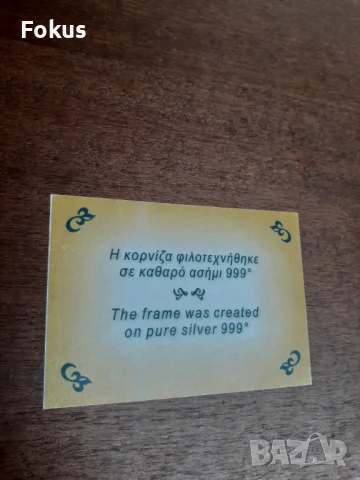 Fokus
Η κορνίζα φιλοτεχνήθηκε
σε καθαρό ασήμι 999°
The frame was created
on pure silver 999°
BAZAR